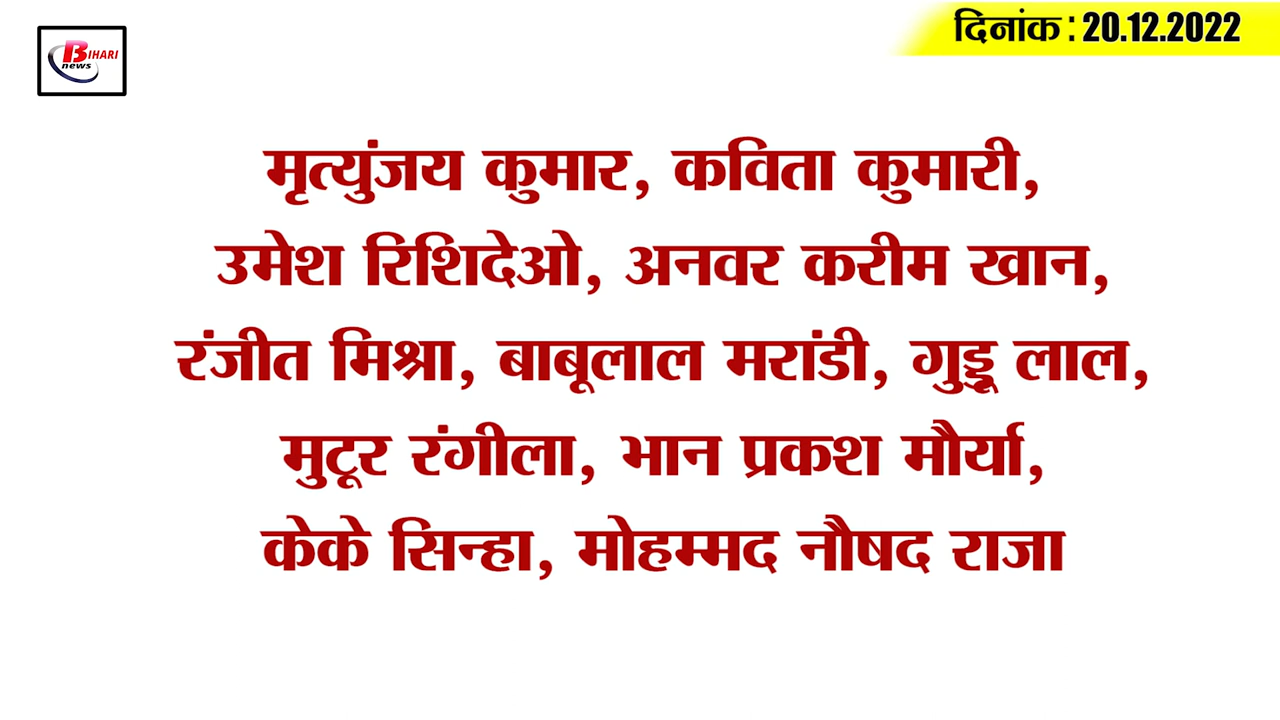 BIHARI
news
दिनांक : 20.12.2022
मृत्युंजय कुमार, कविता कुमारी,
उमेश रिशिदेओ, अनवर करीम खान,
रंजीत मिश्रा, बाबूलाल मरांडी, गुड्डू लाल,
मुटूर रंगीला, भान प्रकश मौर्या,
केके सिन्हा, मोहम्मद नौषद राजा